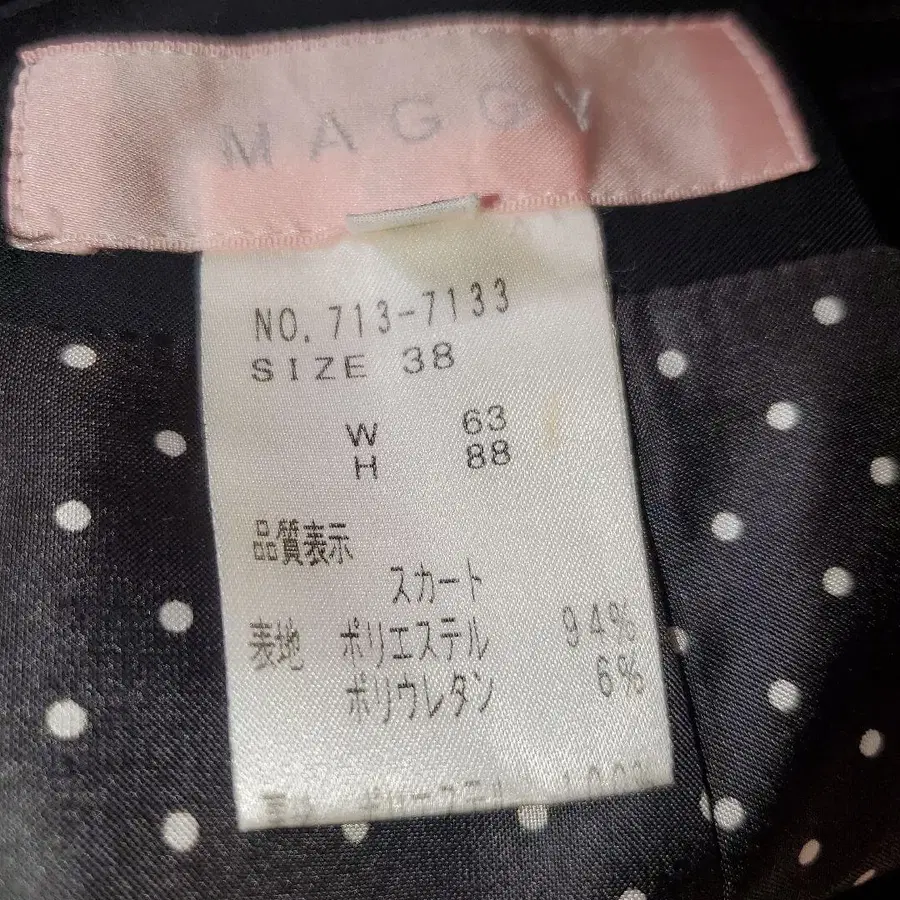 MAGGY
NO. 713-7133
SIZE 38
W 63
H 88
品質表示
スカート
表地 ポリエステル 94%
ポリウレタン 6%